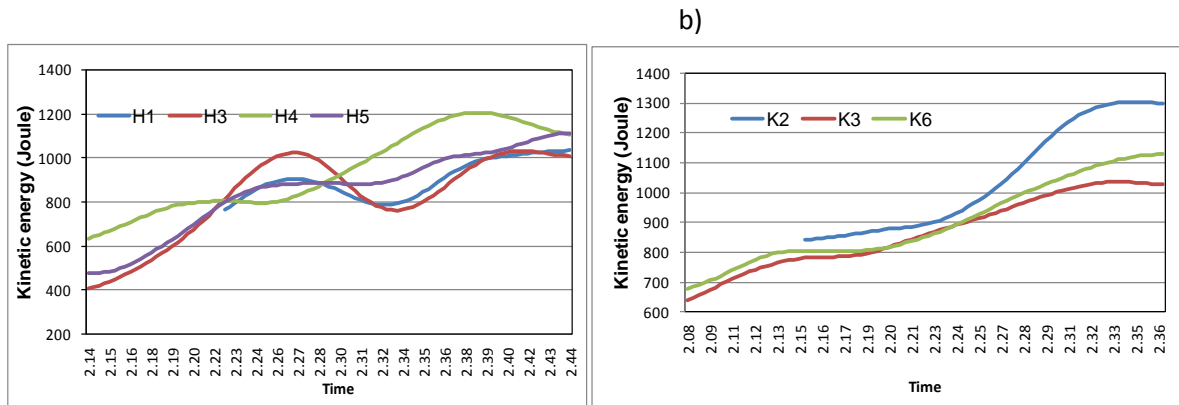 b)
1400
1200
1000
800
600
400
200
Kinetic energy (Joule)
H1 H3 H4 H5
2.14 2.15 2.16 2.18 2.19 2.20 2.22 2.23 2.24 2.26 2.27 2.28 2.30 2.31 2.32 2.34 2.35 2.36 2.38 2.39 2.40 2.42 2.43 2.44
Time
1400
1300
1200
1100
1000
900
800
700
600
Kinetic energy (Joule)
K2 K3 K6
2.08 2.09 2.11 2.12 2.13 2.15 2.16 2.17 2.19 2.20 2.21 2.23 2.24 2.25 2.27 2.28 2.29 2.31 2.32 2.33 2.35 2.36
Time